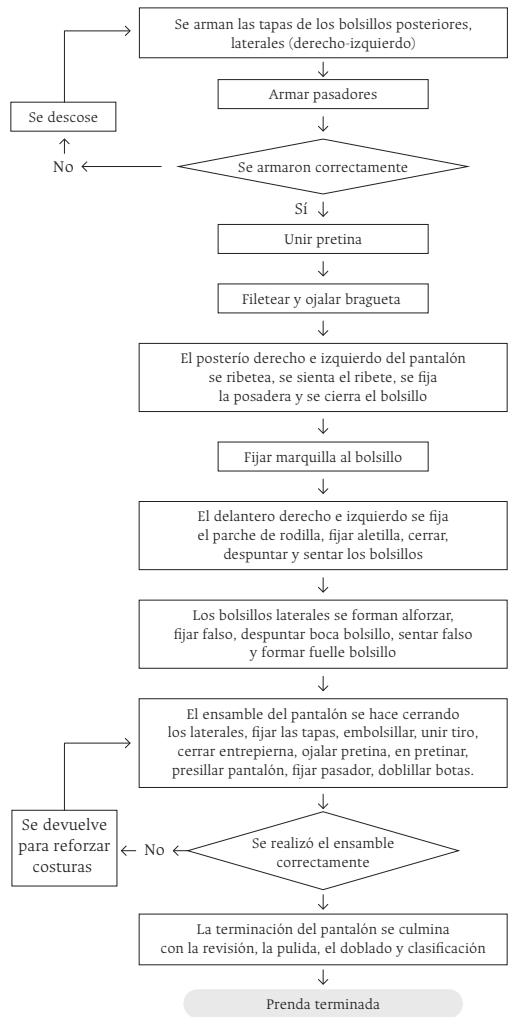 Se arman las tapas de los bolsillos posteriores,
laterales (derecho-izquierdo)
Armar pasadores
Se descose
No
Se armaron correctamente
Sí
Unir pretina
Filetear y ojalar bragueta
El posterío derecho e izquierdo del pantalón
se ribetea, se sienta el ribete, se fija
la posadera y se cierra el bolsillo
Fijar marquilla al bolsillo
El delantero derecho e izquierdo se fija
el parche de rodilla, fijar aletilla, cerrar,
despuntar y sentar los bolsillos
Los bolsillos laterales se forman alforzar,
fijar falso, despuntar boca bolsillo, sentar falso
y formar fuelle bolsillo
El ensamble del pantalón se hace cerrando
los laterales, fijar las tapas, embolsillar, unir tiro,
cerrar entrepierna, ojalar pretina, en pretinar,
presillar pantalón, fijar pasador, doblillar botas.
Se devuelve
para reforzar
costuras
No
Se realizó el ensamble
correctamente
La terminación del pantalón se culmina
con la revisión, la pulida, el doblado y clasificación
Prenda terminada